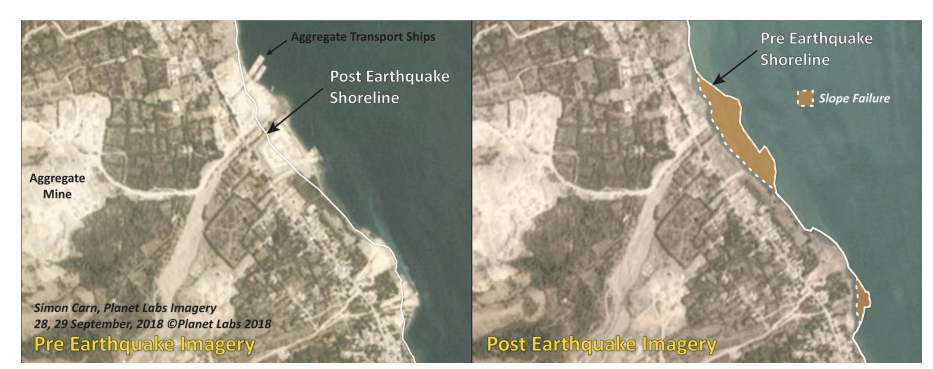 Aggregate Transport Ships
Post Earthquake
Shoreline
Aggregate
Mine
Simon Carn, Planet Labs Imagery
28, 29 September, 2018 ©Planet Labs 2018
Pre Earthquake Imagery
Pre Earthquake
Shoreline
Slope Failure
Post Earthquake Imagery